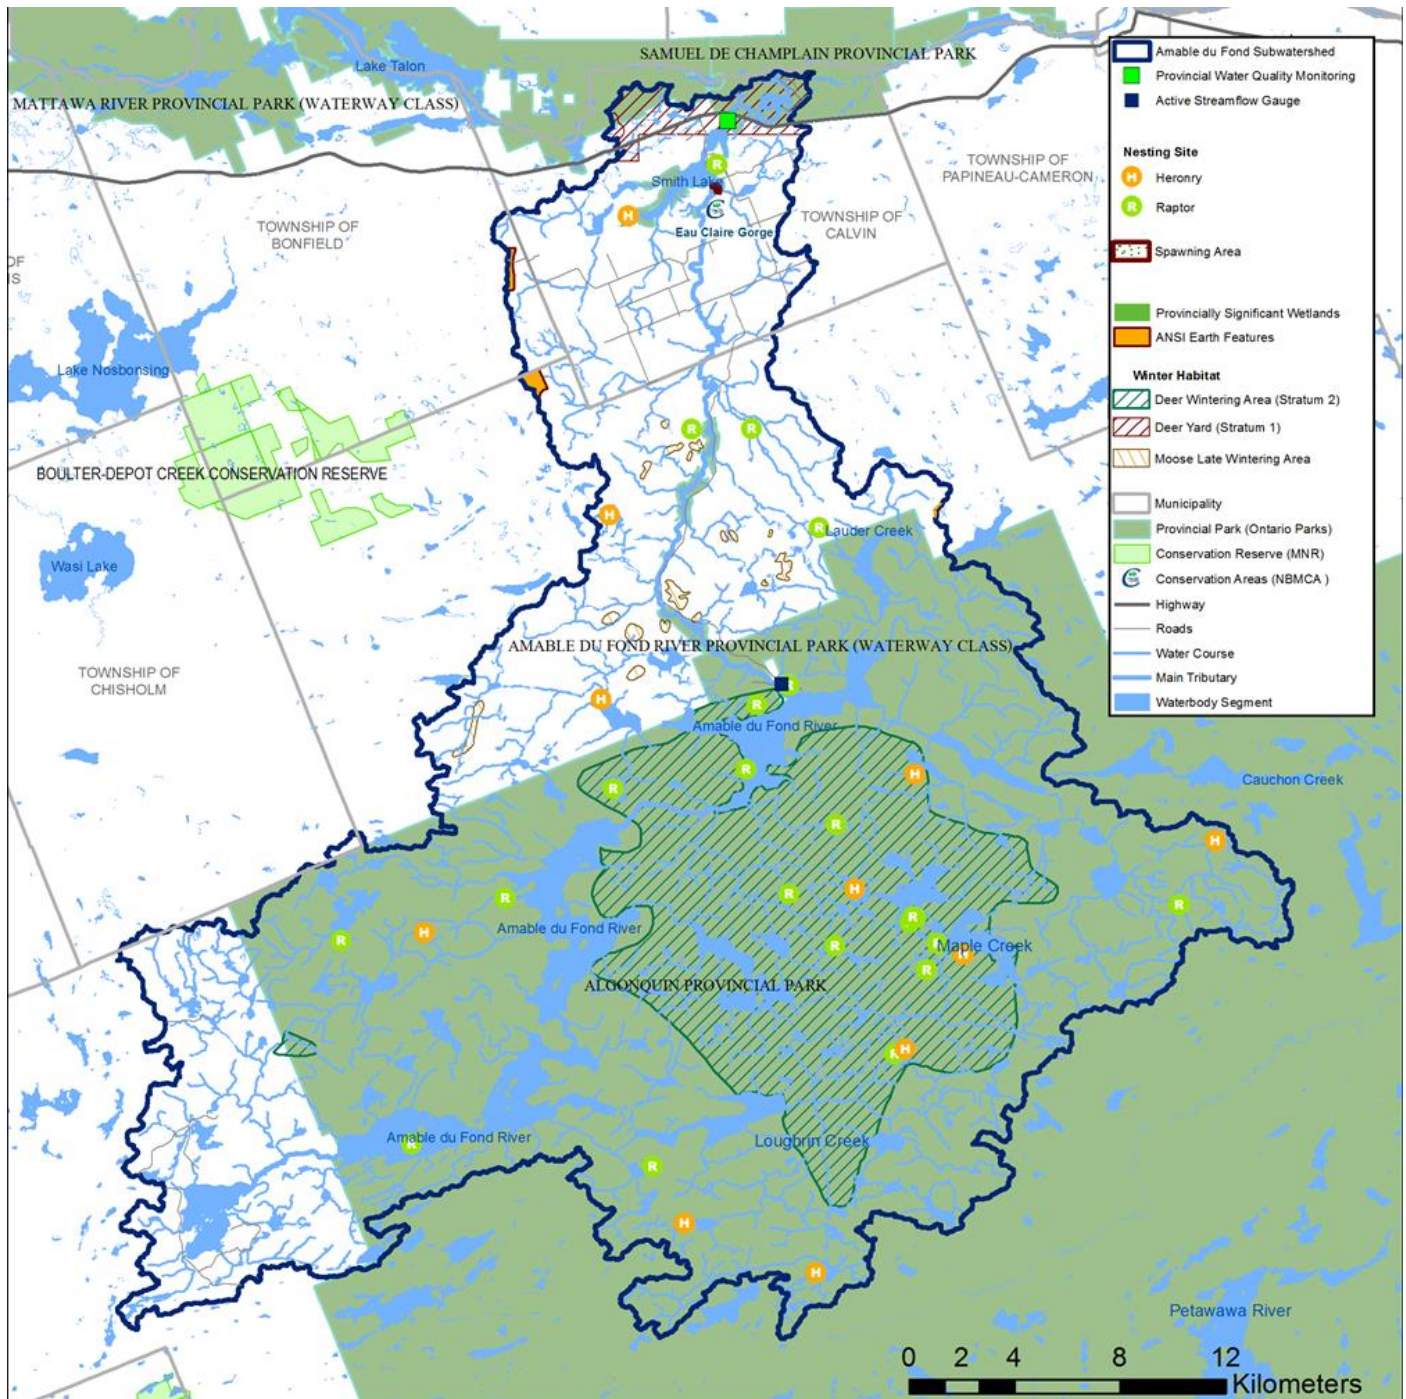 SAMUEL DE CHAMPLAIN PROVINCIAL PARK
Lake Talon
MATTAWA RIVER PROVINCIAL PARK (WATERWAY CLASS)
TOWNSHIP OF
PAPINEAU-CAMERON
TOWNSHIP OF
BONFIELD
TOWNSHIP OF
CALVIN
Smith Lake
Eau Claire Gorge
OF
IS
Lake Nosbonsing
BOULTER-DEPOT CREEK CONSERVATION RESERVE
Wasi Lake
Lauder Creek
TOWNSHIP OF
CHISHOLM
AMABLE DU FOND RIVER PROVINCIAL PARK (WATERWAY CLASS)
Amable du Fond River
Cauchon Creek
Amable du Fond River
Maple Creek
ALGONQUIN PROVINCIAL PARK
Amable du Fond River
Loughrin Creek
Petawawa River
R
H
R
R
H
R
H
R
R
R
R
H
R
H
R
H
R
R
R
H
R
R
R
H
R
R
H
R
H
R
R
H
H
Amable du Fond Subwatershed
Provincial Water Quality Monitoring
Active Streamflow Gauge
Nesting Site
H Heronry
R Raptor
Spawning Area
Provincially Significant Wetlands
ANSI Earth Features
Winter Habitat
Deer Wintering Area (Stratum 2)
Deer Yard (Stratum 1)
Moose Late Wintering Area
Municipality
Provincial Park (Ontario Parks)
Conservation Reserve (MNR)
Conservation Areas (NBMCA )
Highway
Roads
Water Course
Main Tributary
Waterbody Segment
0 2 4 8 12
Kilometers